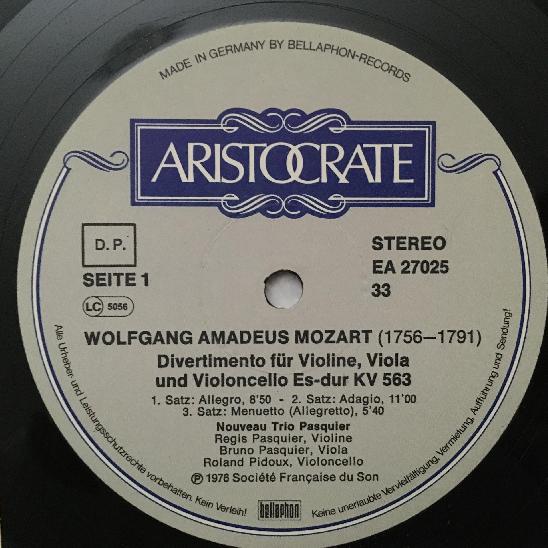 MADE IN GERMANY BY BELLAPHON-RECORDS
ARISTOCRATE
D. P.
SEITE 1
LC 5056
STEREO
EA 27025
33
WOLFGANG AMADEUS MOZART (1756–1791)
Divertimento für Violine, Viola
und Violoncello Es-dur KV 563
1. Satz: Allegro, 8'50 - 2. Satz: Adagio, 11'00
3. Satz: Menuetto (Allegretto), 5'40
Nouveau Trio Pasquier
Regis Pasquier, Violine
Bruno Pasquier, Viola
Roland Pidoux, Violoncello
Ⓟ 1976 Société Française du Son
bellaphon
Alle Urheber- und Leistungsschutzrechte vorbehalten. Kein Verleih! Keine unerlaubte Vervielfältigung, Vermietung, Aufführung und Sendung!